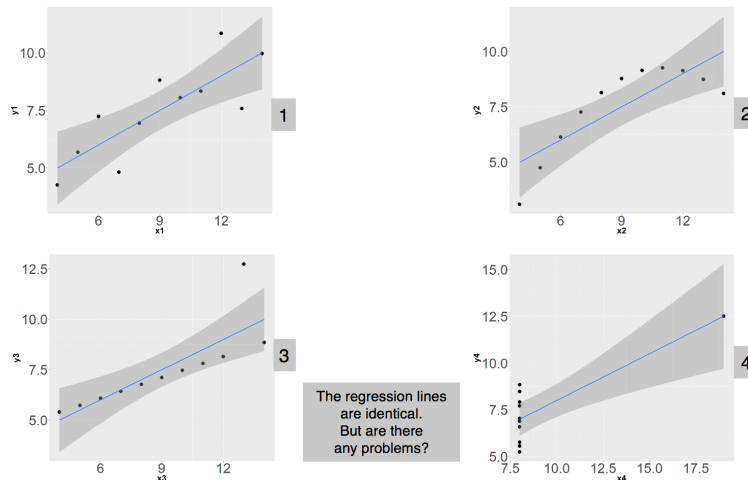 10.0
7.5
5.0
y1
6
9
12
x1
1
10.0
7.5
5.0
y2
6
9
12
x2
2
12.5
10.0
7.5
5.0
y3
6
9
12
x3
3
The regression lines
are identical.
But are there
any problems?
15.0
12.5
10.0
7.5
5.0
y4
7.5
10.0
12.5
15.0
17.5
x4
4